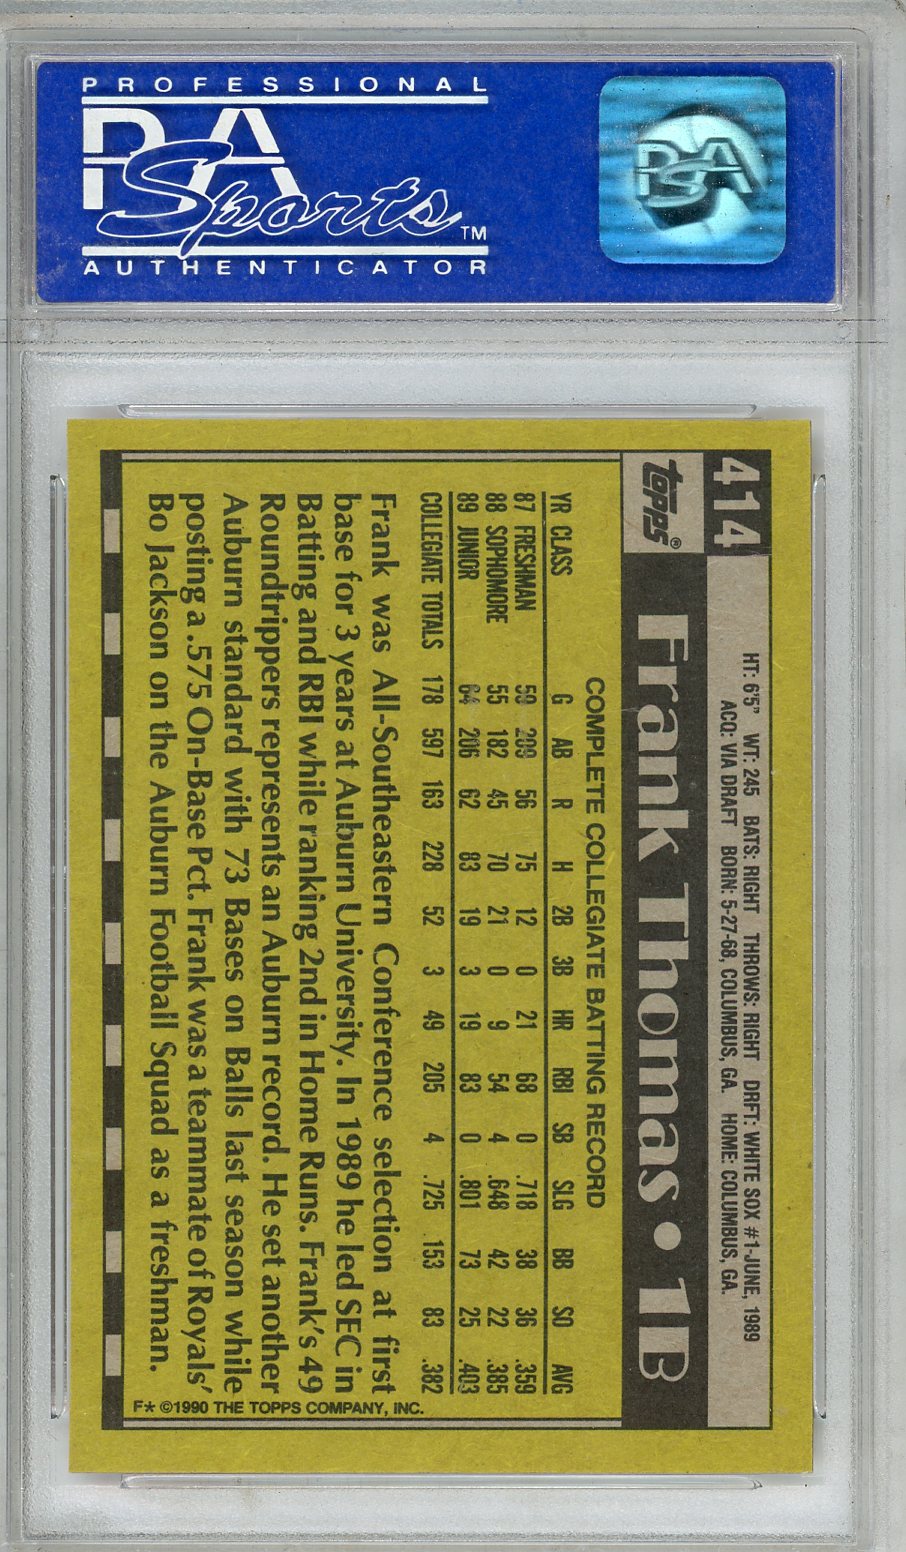 PROFESSIONAL
PSA
Sports™
AUTHENTICATOR
PSA
414
HT: 6'5" WT: 245 BATS: RIGHT THROWS: RIGHT DRFT: WHITE SOX #1-JUNE, 1989
ACQ: VIA DRAFT BORN: 5-27-68, COLUMBUS, GA. HOME: COLUMBUS, GA.
topps®
Frank Thomas • 1B
COMPLETE COLLEGIATE BATTING RECORD
YR CLASS G AB R H 2B 3B HR RBI SB SLG BB SO AVG
87 FRESHMAN 59 209 56 75 12 0 21 68 0 .718 38 36 .359
88 SOPHOMORE 55 182 45 70 21 0 9 54 4 .648 42 22 .385
89 JUNIOR 64 206 62 83 19 3 19 83 0 .801 73 25 .403
COLLEGIATE TOTALS 178 597 163 228 52 3 49 205 4 .725 153 83 .382
Frank was All-Southeastern Conference selection at first
base for 3 years at Auburn University. In 1989 he led SEC in
Batting and RBI while ranking 2nd in Home Runs. Frank's 49
Roundtrippers represents an Auburn record. He set another
Auburn standard with 73 Bases on Balls last season while
posting a .575 On-Base Pct. Frank was a teammate of Royals'
Bo Jackson on the Auburn Football Squad as a freshman.
F* ©1990 THE TOPPS COMPANY, INC.